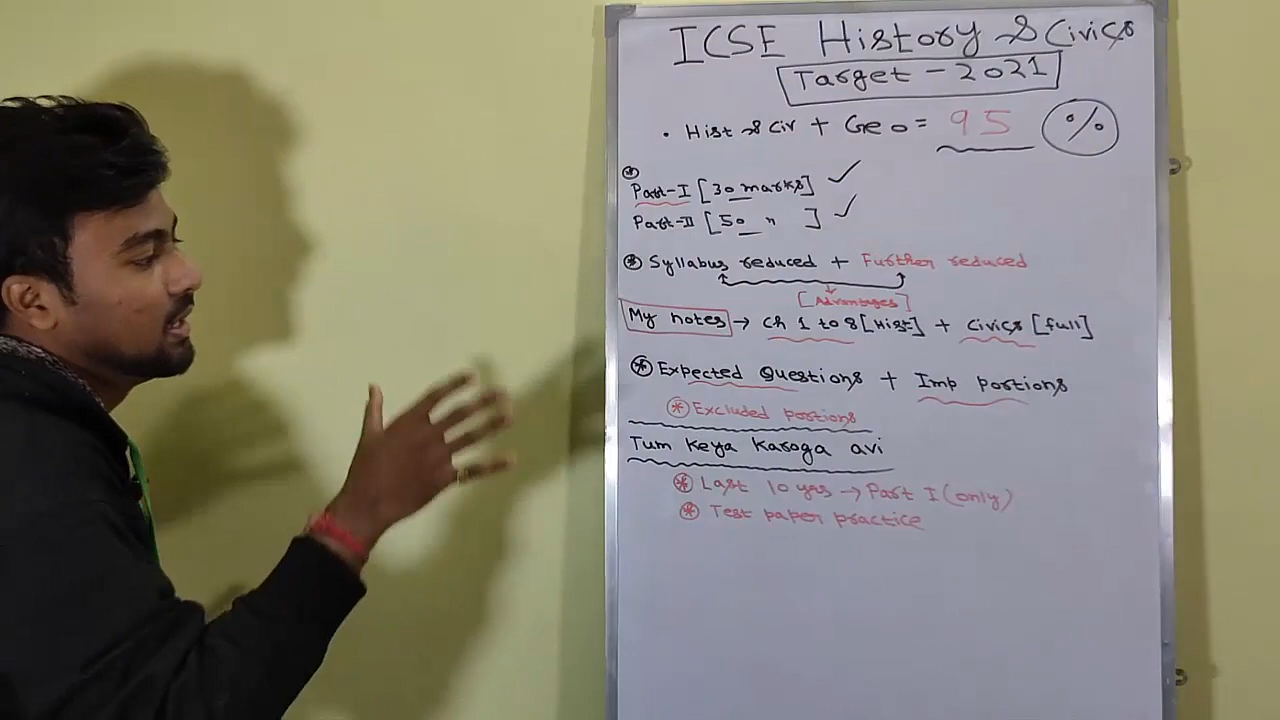 ICSE History & Civics
Target - 2021
• Hist & Civ + Geo = 95 %
* Part-I [30 marks] ✓
Part-II [50 " ] ✓
* Syllabus reduced + Further reduced
[Advantages]
My notes → Ch 1 to 8 [Hist] + Civics [full]
* Expected Questions + Imp portions
* Excluded portions
Tum Keya Karoga avi
* Last 10 yrs → Part I (only)
* Test paper practice